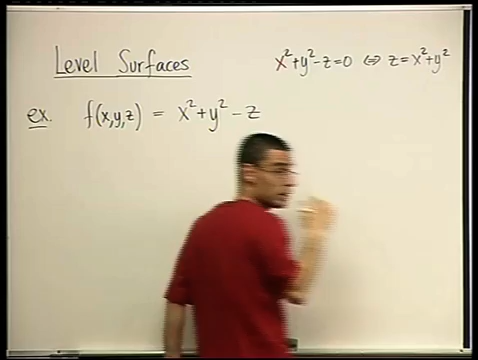 Level Surfaces
x²+y²-z=0 ⇔ z=x²+y²
ex. f(x,y,z) = x²+y²-z